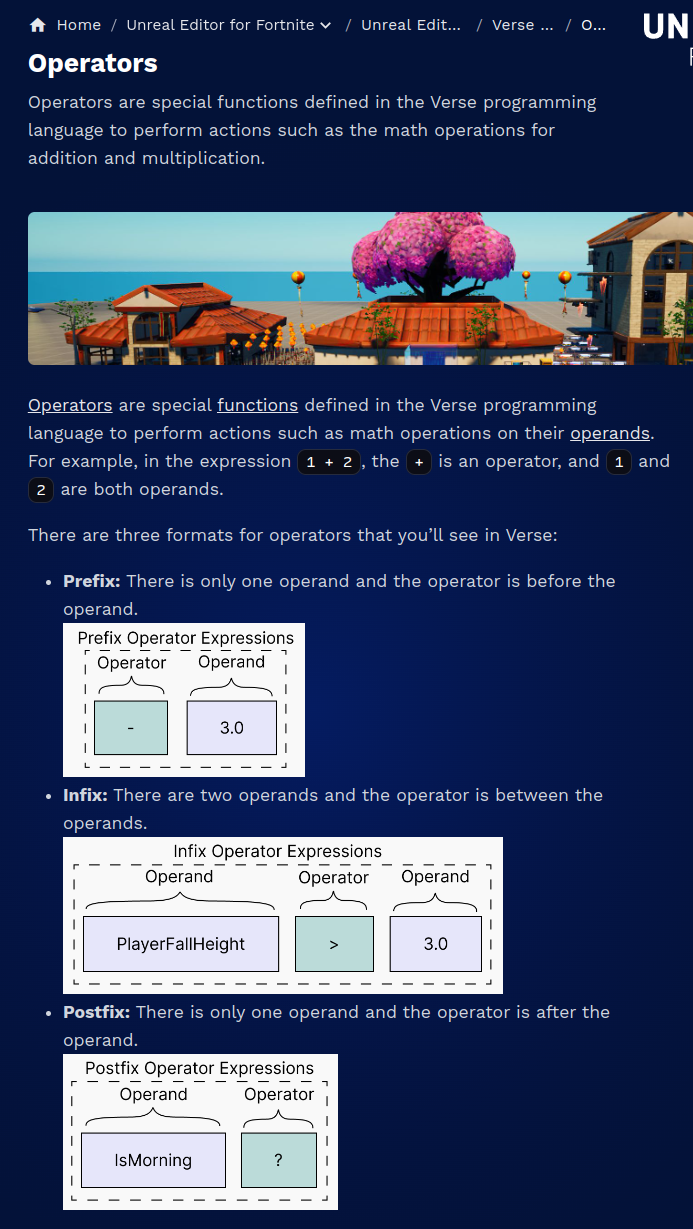 Home / Unreal Editor for Fortnite / Unreal Edit... / Verse ... / O...
UN
Operators
Operators are special functions defined in the Verse programming
language to perform actions such as the math operations for
addition and multiplication.
Operators are special functions defined in the Verse programming
language to perform actions such as math operations on their operands.
For example, in the expression 1 + 2, the + is an operator, and 1 and
2 are both operands.
There are three formats for operators that you’ll see in Verse:
• Prefix: There is only one operand and the operator is before the
operand.
Prefix Operator Expressions
Operator Operand
- 3.0
• Infix: There are two operands and the operator is between the
operands.
Infix Operator Expressions
Operand Operator Operand
PlayerFallHeight > 3.0
• Postfix: There is only one operand and the operator is after the
operand.
Postfix Operator Expressions
Operand Operator
IsMorning ?